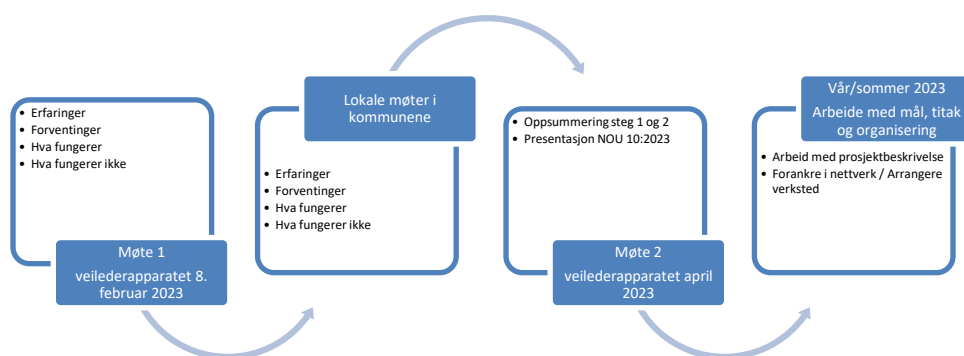 • Erfaringer
• Forventinger
• Hva fungerer
• Hva fungerer ikke
Møte 1
veilederapparatet 8.
februar 2023
Lokale møter i
kommunene
• Erfaringer
• Forventinger
• Hva fungerer
• Hva fungerer ikke
• Oppsummering steg 1 og 2
• Presentasjon NOU 10:2023
Møte 2
veilederapparatet april
2023
Vår/sommer 2023
Arbeide med mål, titak
og organisering
• Arbeid med prosjektbeskrivelse
• Forankre i nettverk / Arrangere
verksted